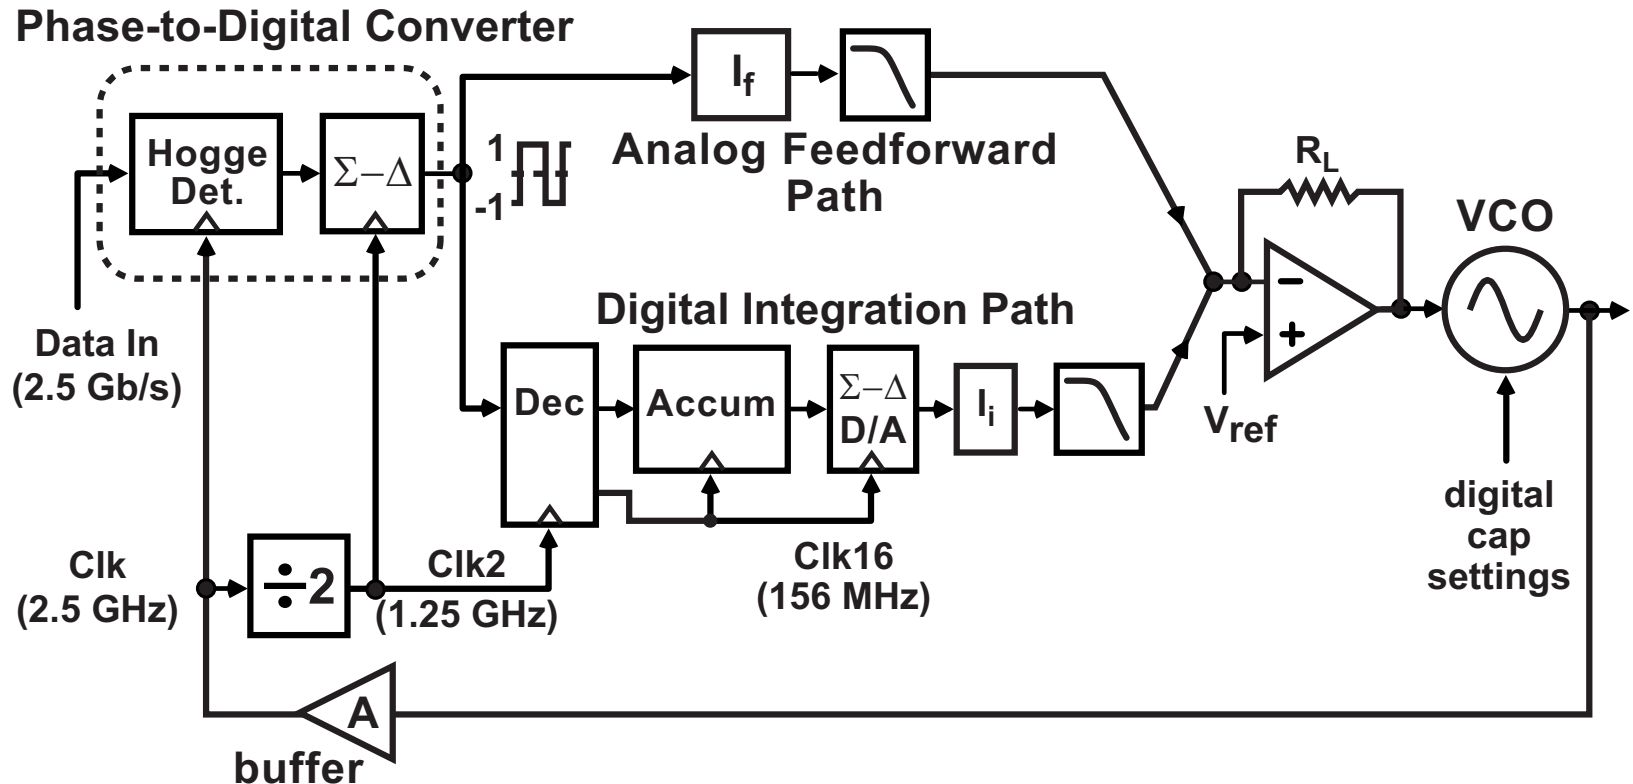 Phase-to-Digital Converter
Hogge
Det.
Σ−Δ
1
-1
I_f
Analog Feedforward
Path
Data In
(2.5 Gb/s)
Digital Integration Path
Dec
Accum
Σ−Δ
D/A
I_i
R_L
−
+
V_ref
VCO
digital
cap
settings
Clk
(2.5 GHz)
÷2
Clk2
(1.25 GHz)
Clk16
(156 MHz)
A
buffer